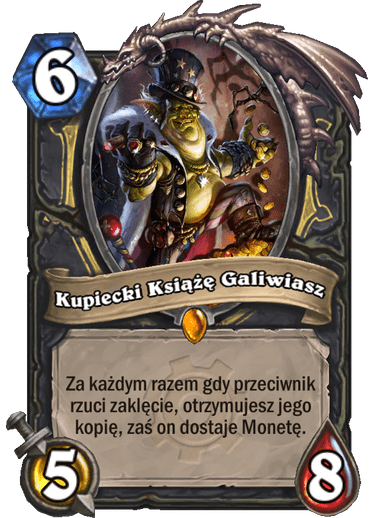 6
Kupiecki Książę Galiwiasz
Za każdym razem gdy przeciwnik
rzuci zaklęcie, otrzymujesz jego
kopię, zaś on dostaje Monetę.
5
8